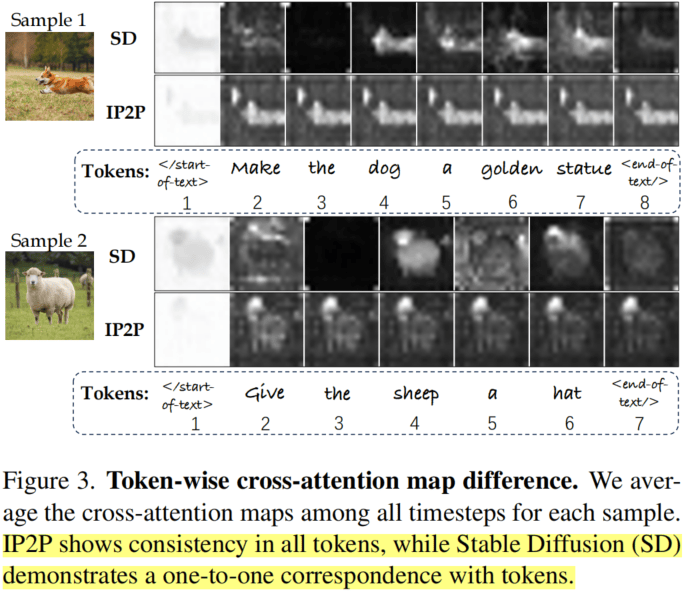 Sample 1
SD
IP2P
Tokens: </start-of-text> Make the dog a golden statue <end-of-text/>
1 2 3 4 5 6 7 8
Sample 2
SD
IP2P
Tokens: </start-of-text> Give the sheep a hat <end-of-text/>
1 2 3 4 5 6 7
Figure 3. Token-wise cross-attention map difference. We aver-
age the cross-attention maps among all timesteps for each sample.
IP2P shows consistency in all tokens, while Stable Diffusion (SD)
demonstrates a one-to-one correspondence with tokens.